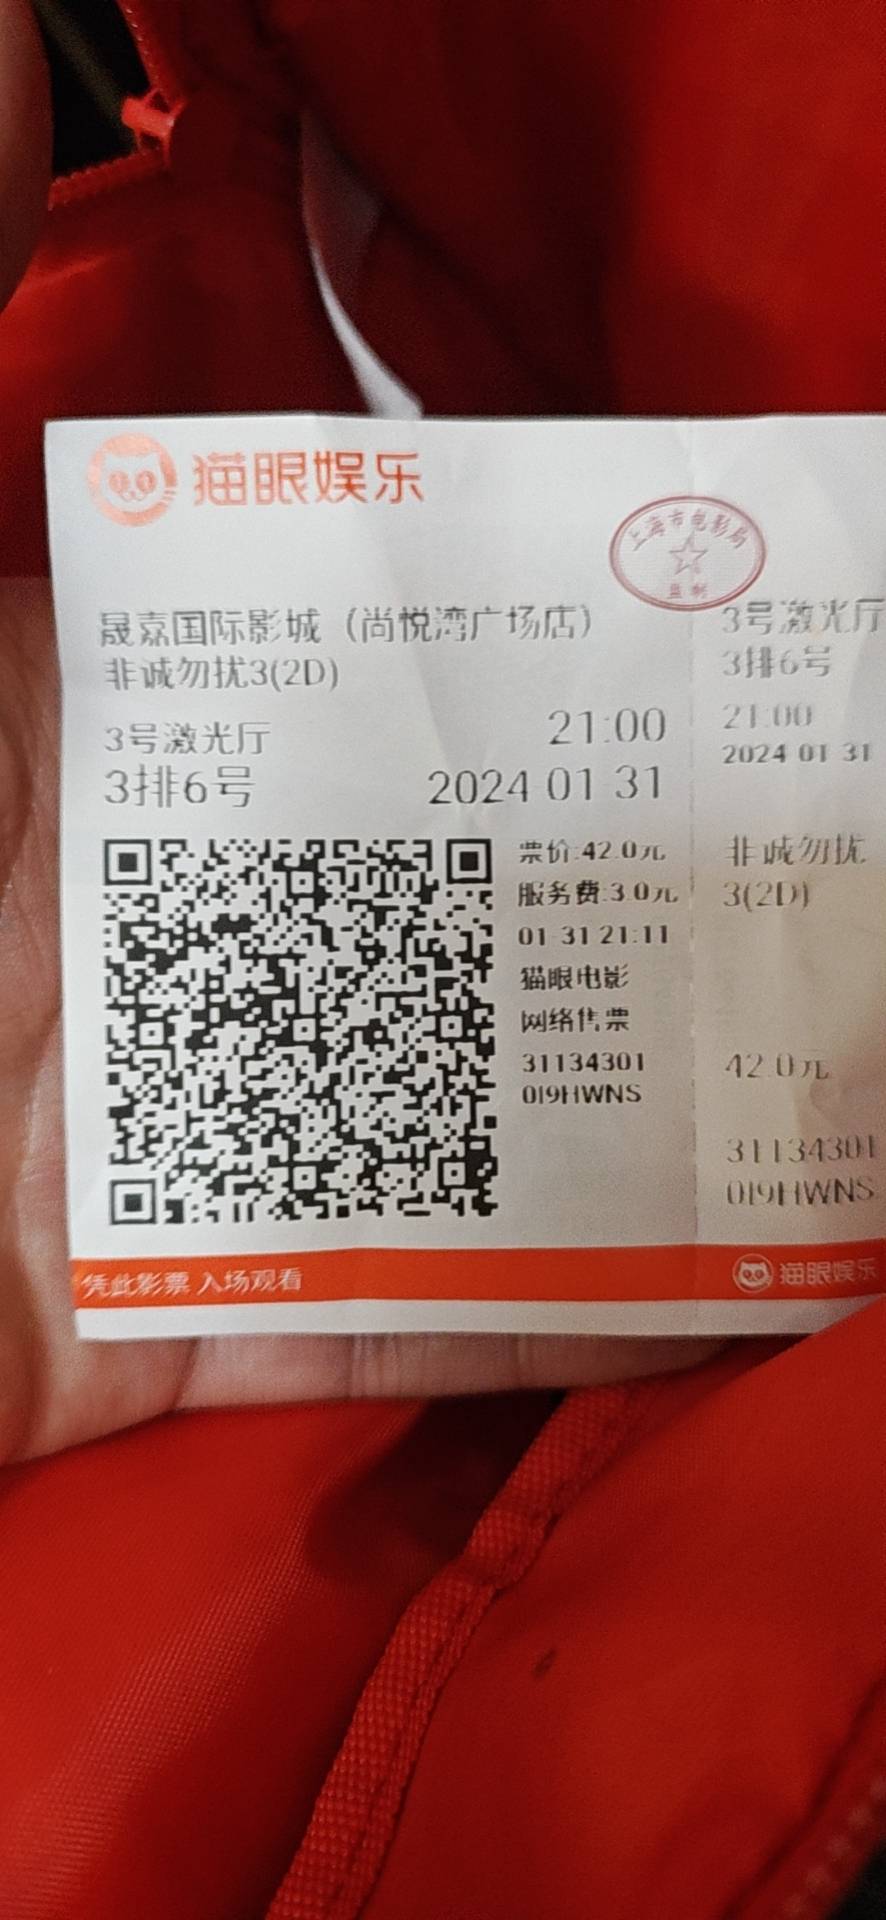 猫眼娱乐
上海市电影局
监制
晟嘉国际影城（尚悦湾广场店）
非诚勿扰3(2D)
3号激光厅
21:00
3排6号
2024 01 31
票价:42.0元
服务费:3.0元
01-31 21:11
猫眼电影
网络售票
31134301
0I9HWNS
3号激光厅
3排6号
21:00
2024 01 31
非诚勿扰
3(2D)
42.0元
31134301
0I9HWNS
凭此影票 入场观看
猫眼娱乐